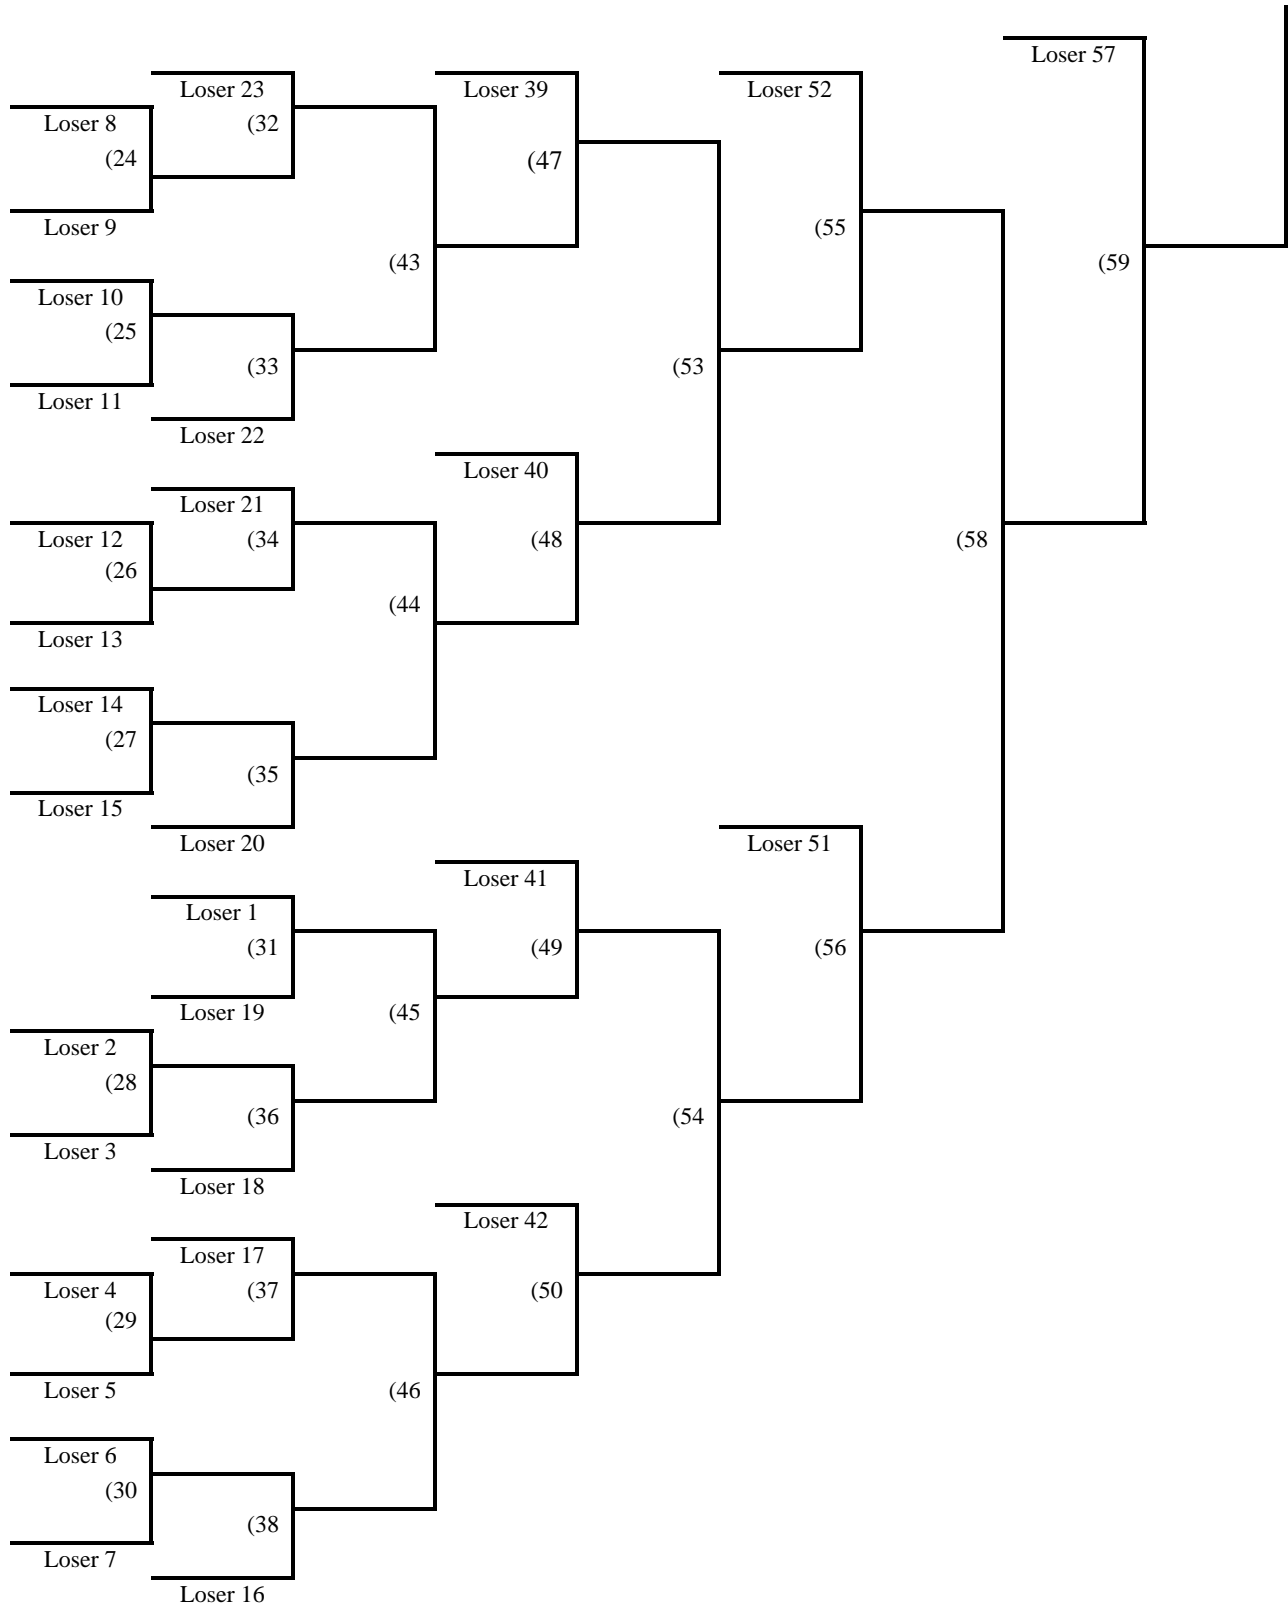 Loser 57
Loser 23
Loser 39
Loser 52
Loser 8
(32
(24
(47
Loser 9
(55
(43
(59
Loser 10
(25
(33
(53
Loser 11
Loser 22
Loser 40
Loser 21
Loser 12
(34
(48
(58
(26
(44
Loser 13
Loser 14
(27
(35
Loser 15
Loser 20
Loser 51
Loser 41
Loser 1
(31
(49
(56
Loser 19
(45
Loser 2
(28
(36
(54
Loser 3
Loser 18
Loser 42
Loser 17
Loser 4
(37
(50
(29
Loser 5
(46
Loser 6
(30
(38
Loser 7
Loser 16